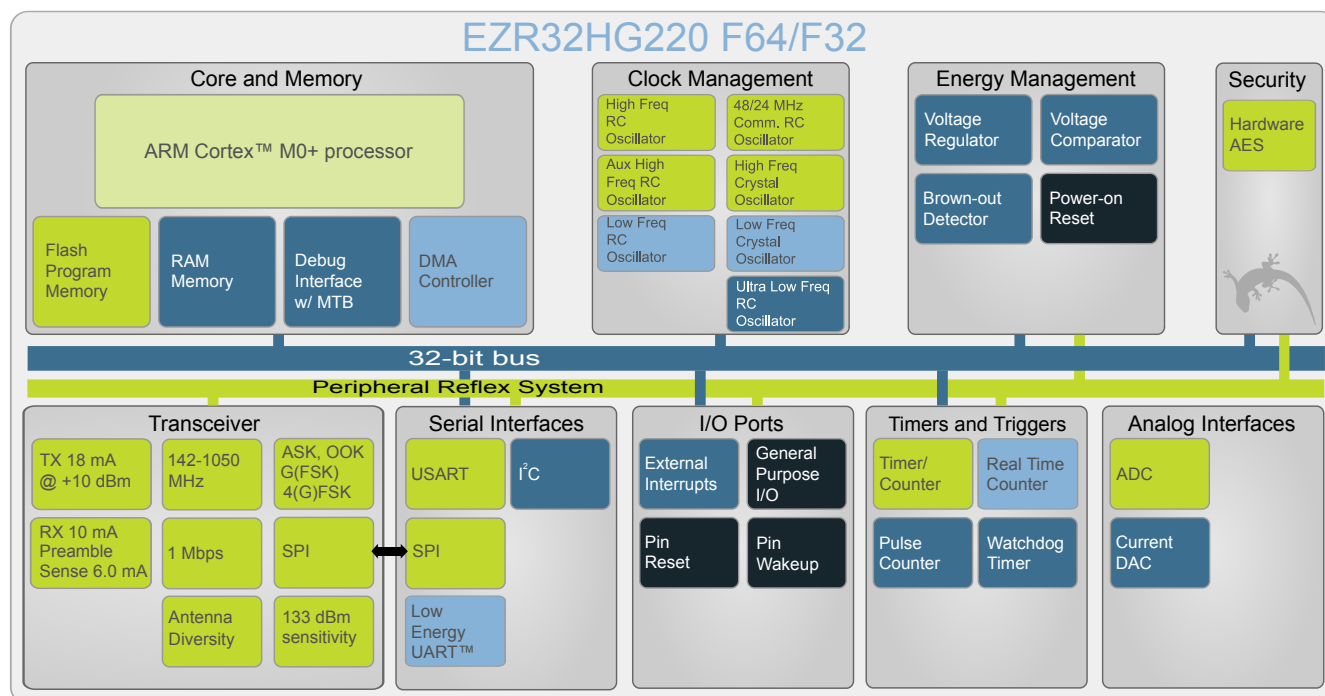 EZR32HG220 F64/F32
Core and Memory
ARM Cortex™ M0+ processor
Flash
Program
Memory
RAM
Memory
Debug
Interface
w/ MTB
DMA
Controller
Clock Management
High Freq
RC
Oscillator
48/24 MHz
Comm. RC
Oscillator
Aux High
Freq RC
Oscillator
High Freq
Crystal
Oscillator
Low Freq
RC
Oscillator
Low Freq
Crystal
Oscillator
Ultra Low Freq
RC
Oscillator
Energy Management
Voltage
Regulator
Voltage
Comparator
Brown-out
Detector
Power-on
Reset
Security
Hardware
AES
32-bit bus
Peripheral Reflex System
Transceiver
TX 18 mA
@ +10 dBm
142-1050
MHz
ASK, OOK
G(FSK)
4(G)FSK
RX 10 mA
Preamble
Sense 6.0 mA
1 Mbps
SPI
Antenna
Diversity
133 dBm
sensitivity
Serial Interfaces
USART
I²C
SPI
Low
Energy
UART™
I/O Ports
External
Interrupts
General
Purpose
I/O
Pin
Reset
Pin
Wakeup
Timers and Triggers
Timer/
Counter
Real Time
Counter
Pulse
Counter
Watchdog
Timer
Analog Interfaces
ADC
Current
DAC